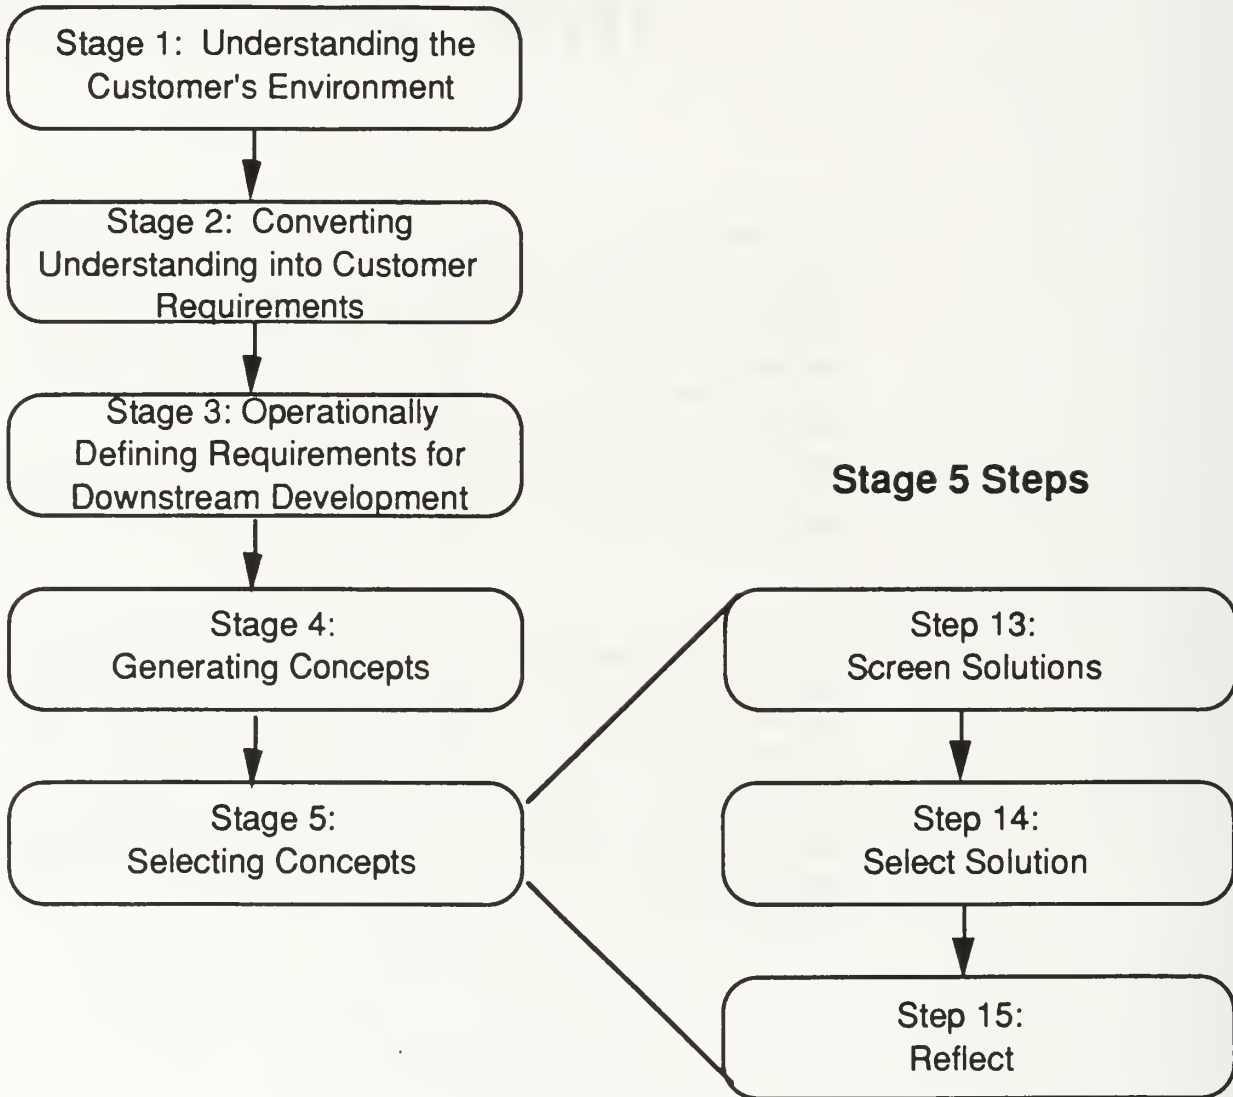 Stage 1: Understanding the
Customer's Environment
Stage 2: Converting
Understanding into Customer
Requirements
Stage 3: Operationally
Defining Requirements for
Downstream Development
Stage 4:
Generating Concepts
Stage 5:
Selecting Concepts
Stage 5 Steps
Step 13:
Screen Solutions
Step 14:
Select Solution
Step 15:
Reflect